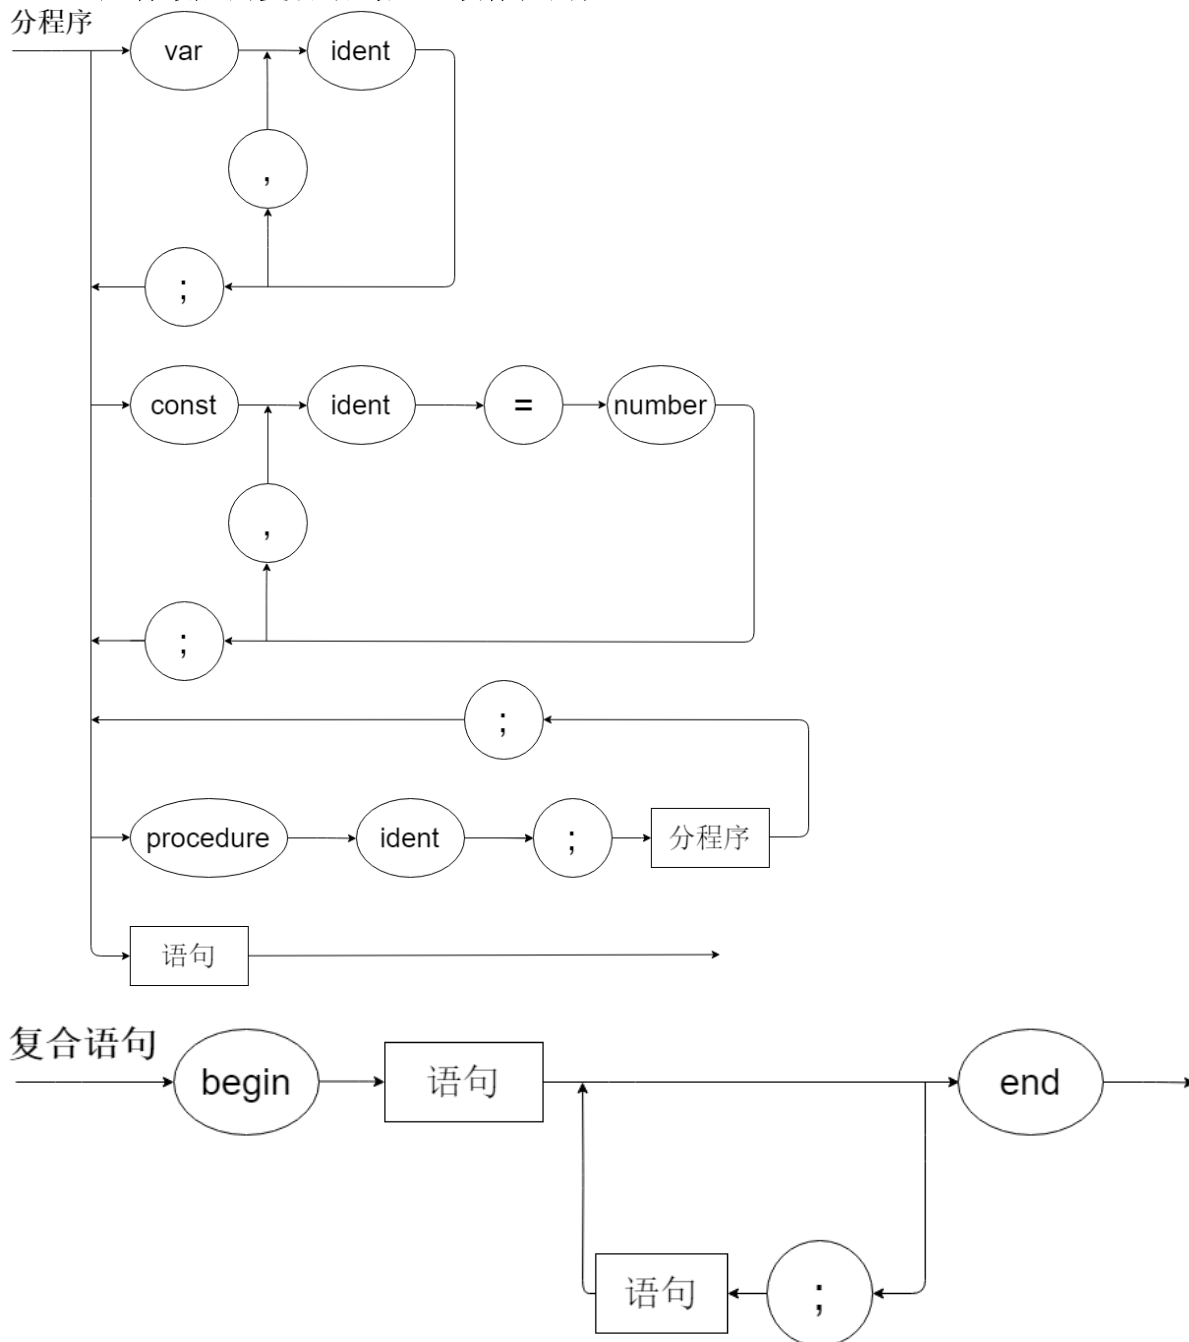 分程序
var ident
,
;
const ident = number
,
;
;
procedure ident ; 分程序
语句
复合语句
begin 语句 end
语句 ;